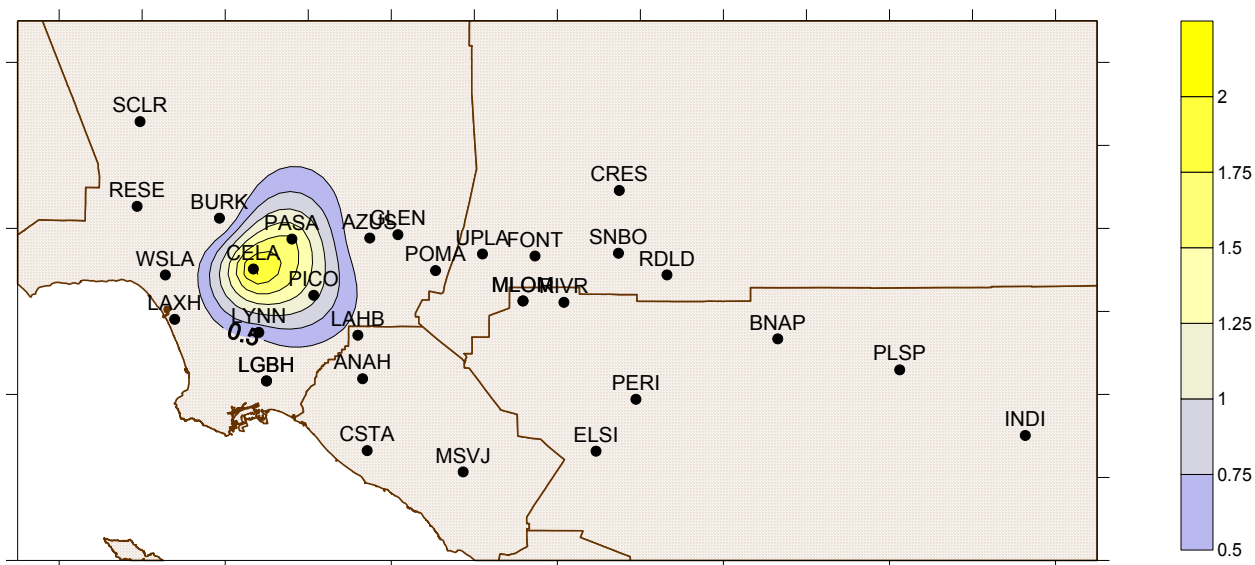 SCLR
2
CRES
1.75
RESE
BURK
PASA
AZUS
GLEN
UPLA
FONT
SNBO
1.5
WSLA
CELA
POMA
RDLD
PICO
MLOM
RIVR
LAXH
LYNN
LAHB
BNAP
1.25
0.5
LGBH
ANAH
PLSP
PERI
1
INDI
CSTA
MSVJ
ELSI
0.75
0.5